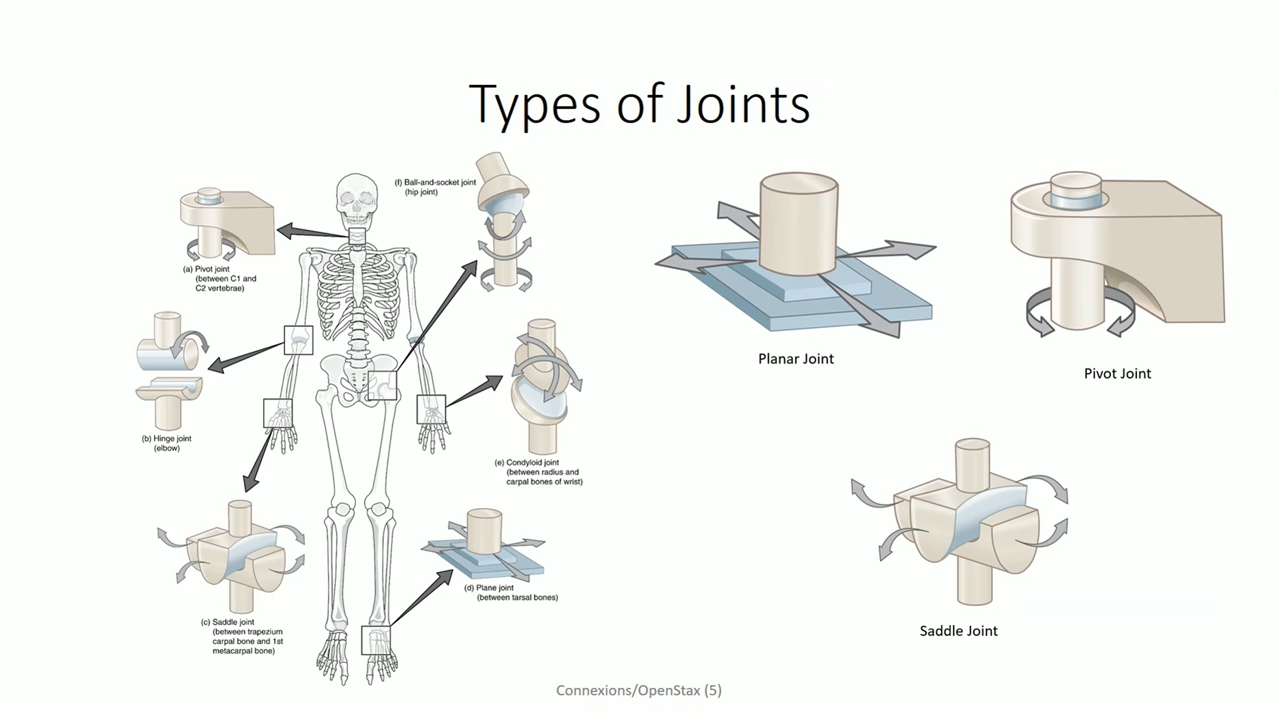 Types of Joints
(f) Ball-and-socket joint
(hip joint)
(a) Pivot joint
(between C1 and
C2 vertebrae)
(b) Hinge joint
(elbow)
(e) Condyloid joint
(between radius and
carpal bones of wrist)
(c) Saddle joint
(between trapezium
carpal bone and 1st
metacarpal bone)
(d) Plane joint
(between tarsal bones)
Planar Joint
Pivot Joint
Saddle Joint
Connexions/OpenStax (5)